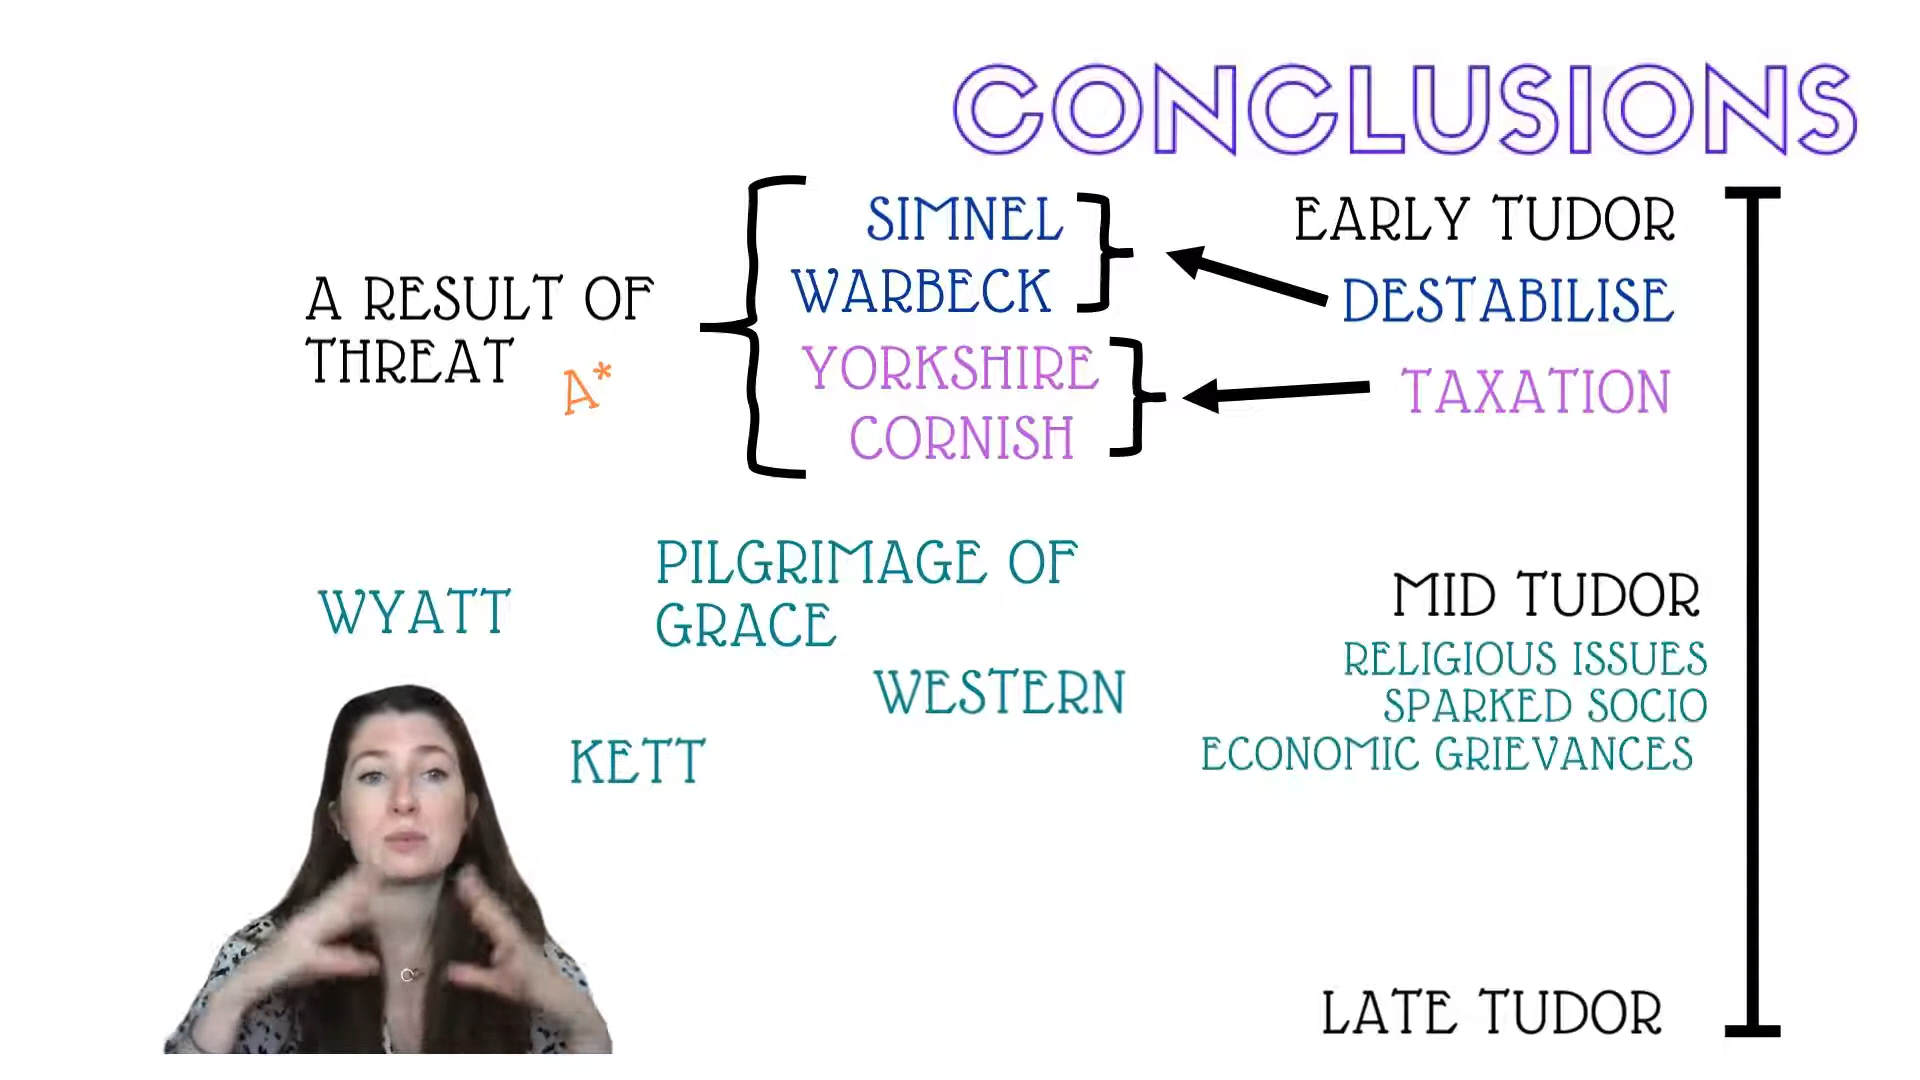 CONCLUSIONS
SIMNEL
WARBECK
YORKSHIRE
CORNISH
A RESULT OF
THREAT
A*
EARLY TUDOR
DESTABILISE
TAXATION
WYATT
PILGRIMAGE OF
GRACE
WESTERN
KETT
MID TUDOR
RELIGIOUS ISSUES
SPARKED SOCIO
ECONOMIC GRIEVANCES
LATE TUDOR